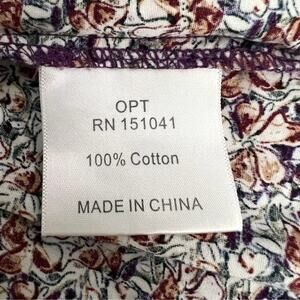 OPT
RN 151041
100% Cotton
MADE IN CHINA